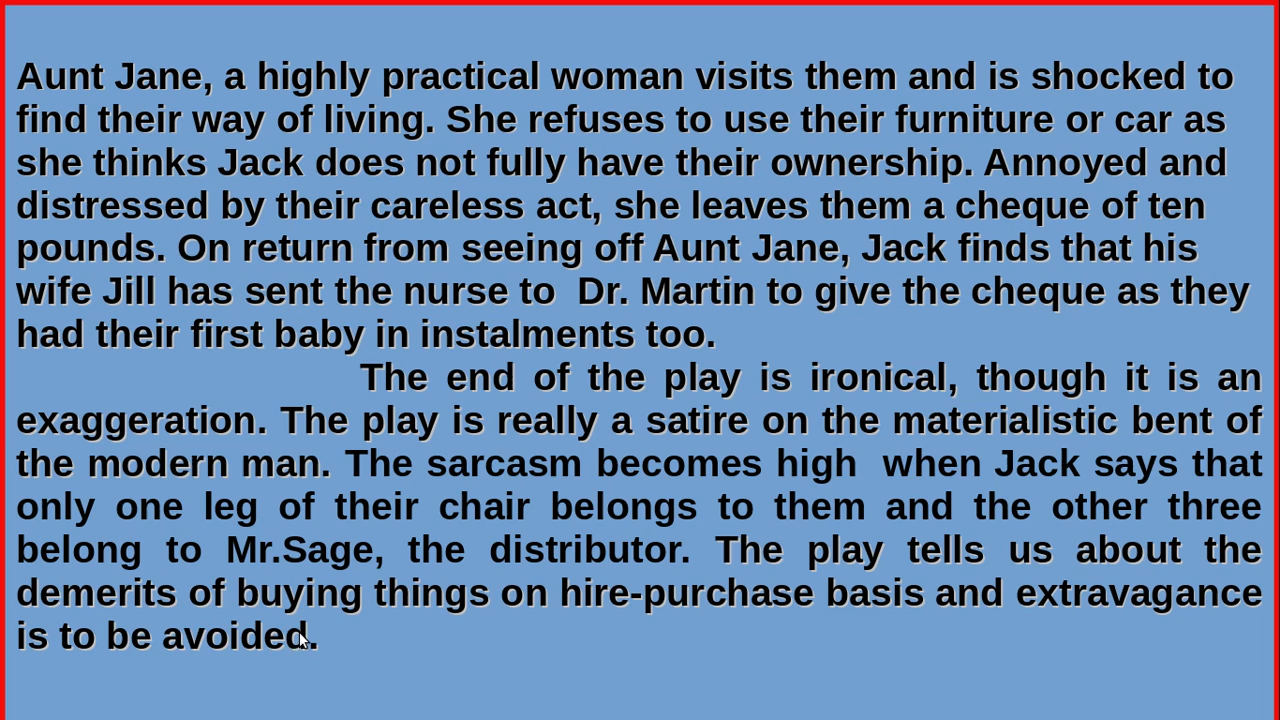 Aunt Jane, a highly practical woman visits them and is shocked to
find their way of living. She refuses to use their furniture or car as
she thinks Jack does not fully have their ownership. Annoyed and
distressed by their careless act, she leaves them a cheque of ten
pounds. On return from seeing off Aunt Jane, Jack finds that his
wife Jill has sent the nurse to  Dr. Martin to give the cheque as they
had their first baby in instalments too.
The end of the play is ironical, though it is an
exaggeration. The play is really a satire on the materialistic bent of
the modern man. The sarcasm becomes high  when Jack says that
only one leg of their chair belongs to them and the other three
belong to Mr.Sage, the distributor. The play tells us about the
demerits of buying things on hire-purchase basis and extravagance
is to be avoided.